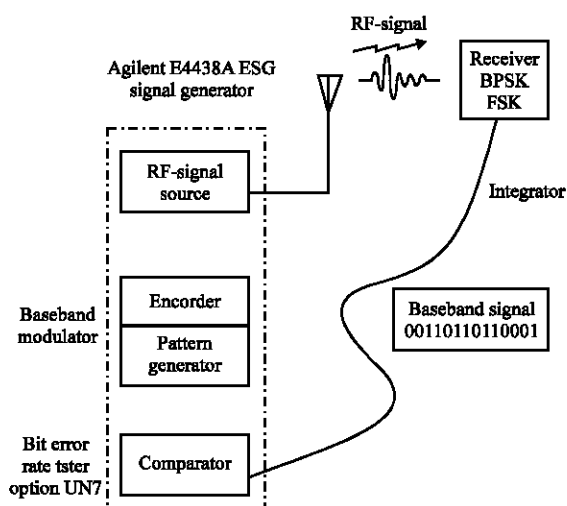 RF-signal
Agilent E4438A ESG
signal generator
Receiver
BPSK
FSK
RF-signal
source
Integrator
Encorder
Pattern
generator
Baseband
modulator
Baseband signal
00110110110001
Bit error
rate tster
option UN7
Comparator